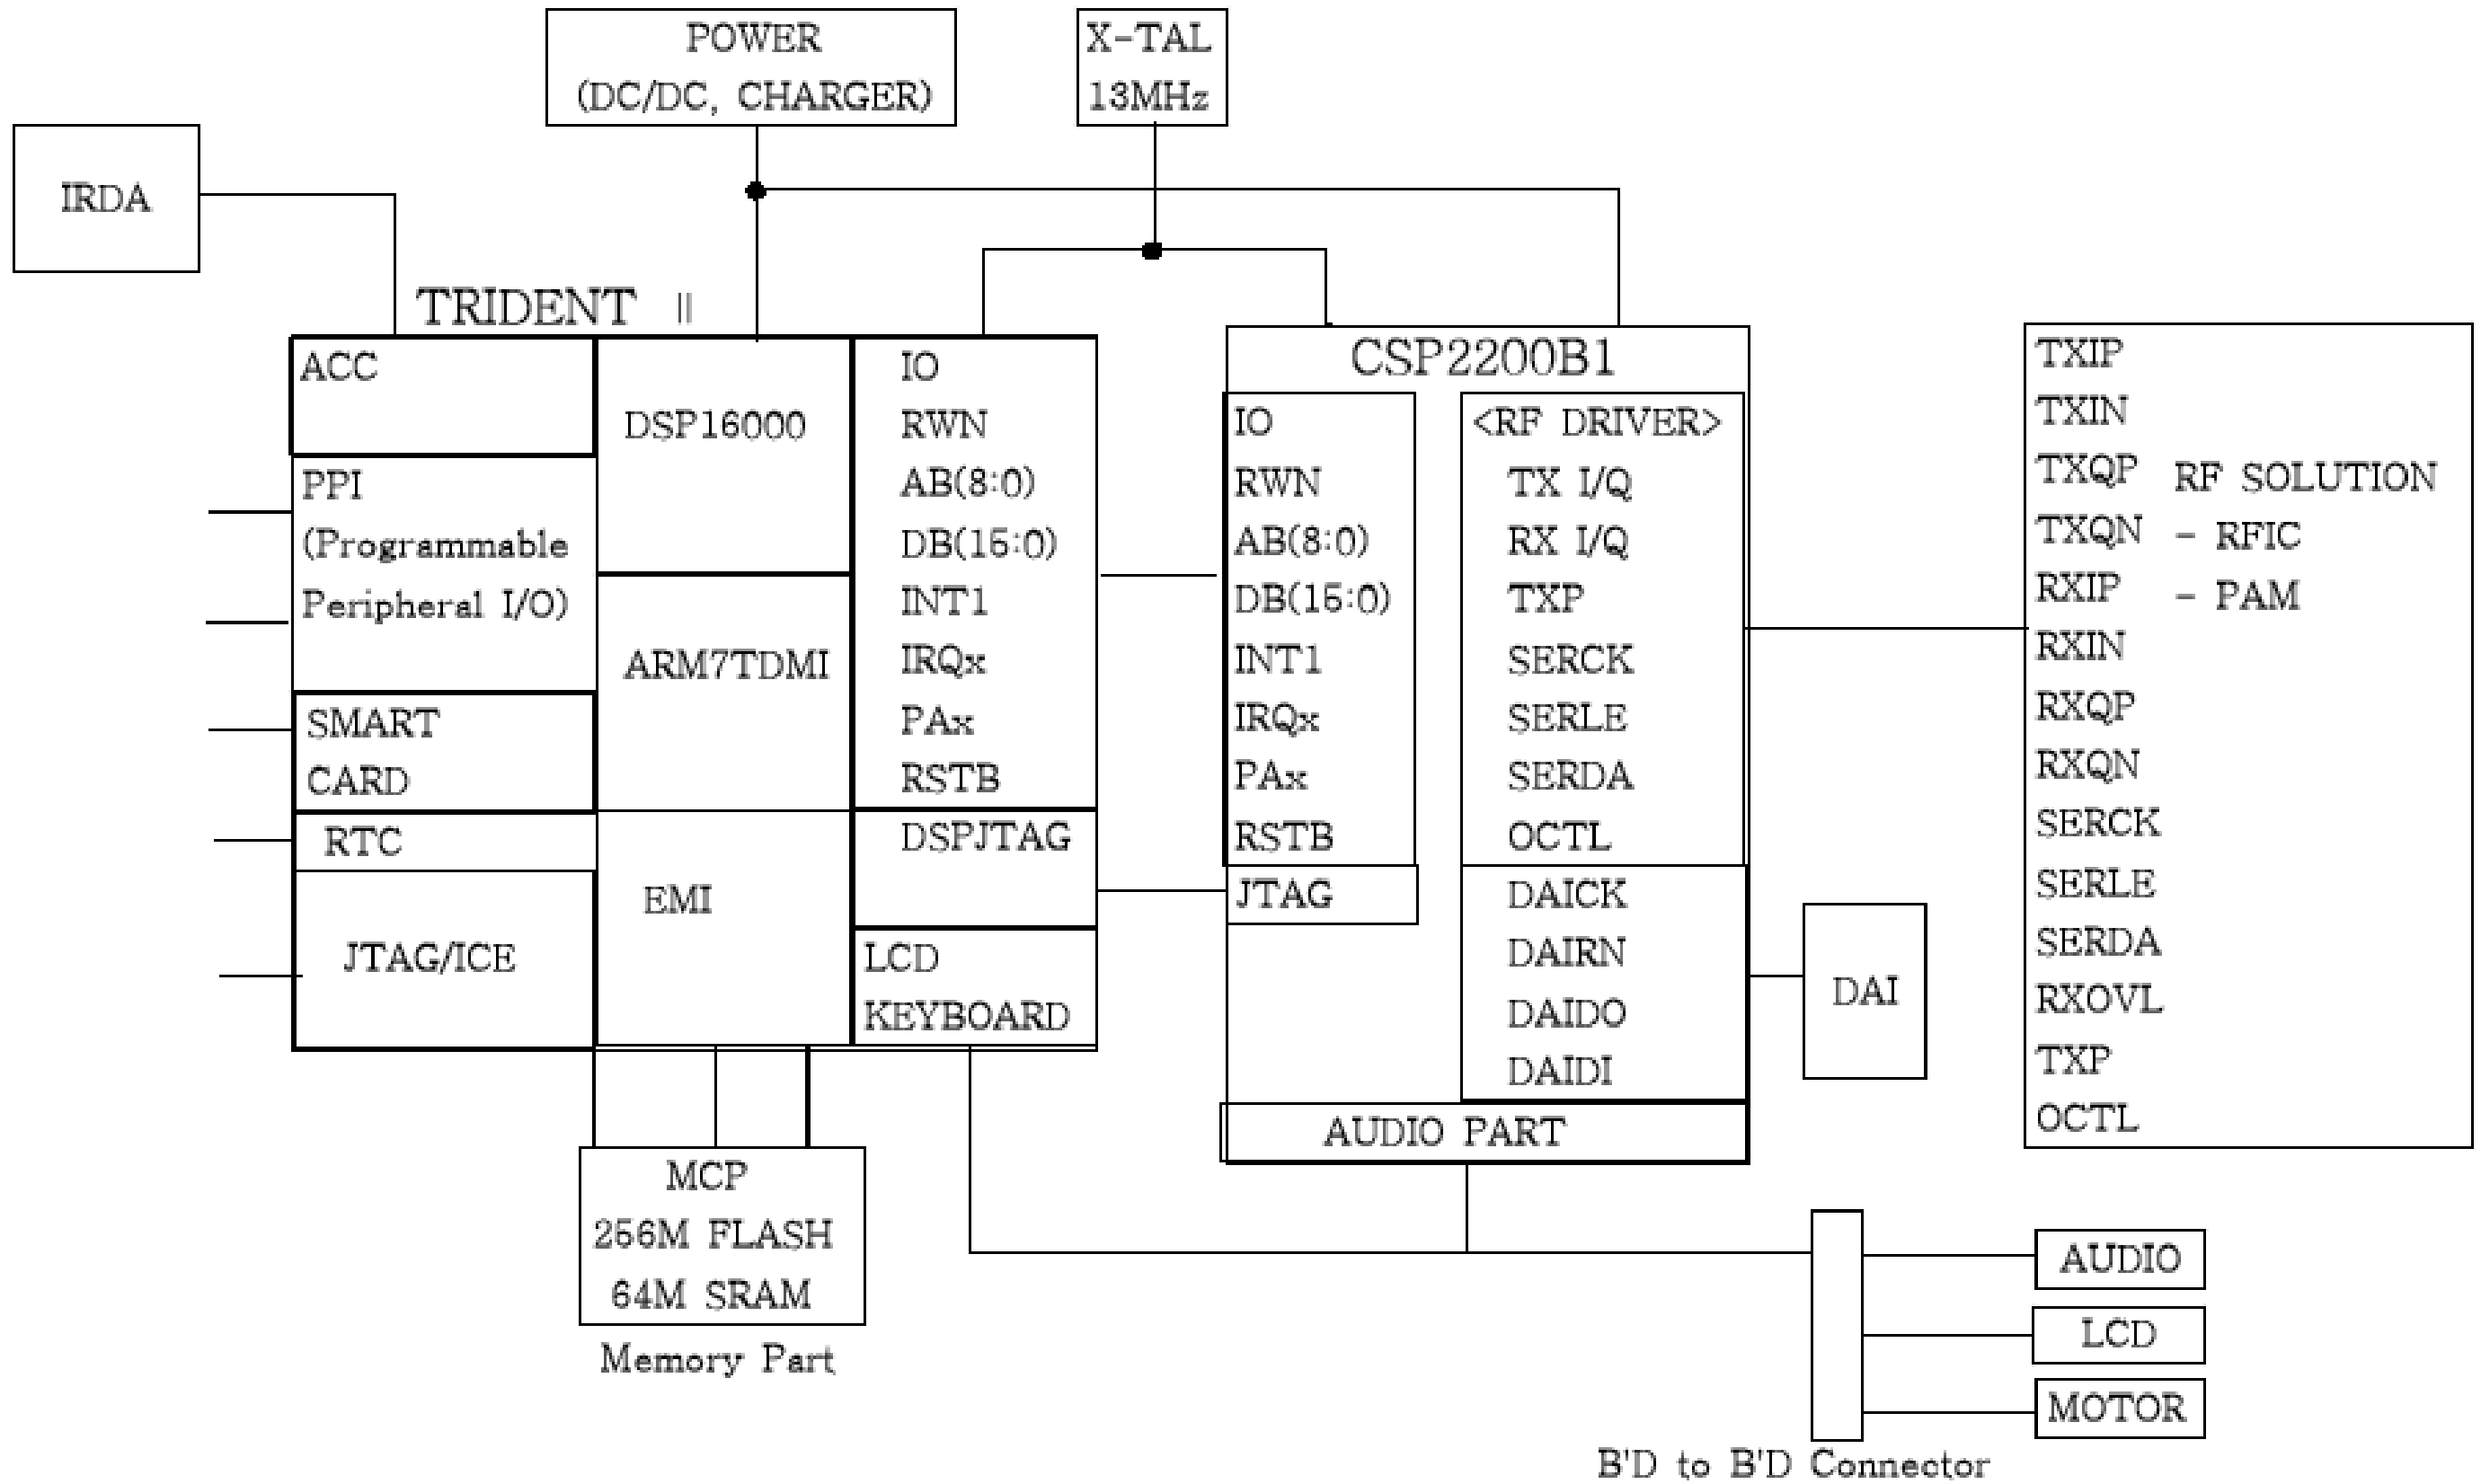 POWER
(DC/DC, CHARGER)
X-TAL
13MHz
IRDA
TRIDENT II
ACC
PPI
(Programmable
Peripheral I/O)
SMART
CARD
RTC
JTAG/ICE
DSP16000
ARM7TDMI
EMI
IO
RWN
AB(8:0)
DB(15:0)
INT1
IRQx
PAx
RSTB
DSPJTAG
LCD
KEYBOARD
MCP
256M FLASH
64M SRAM
Memory Part
CSP2200B1
IO
RWN
AB(8:0)
DB(15:0)
INT1
IRQx
PAx
RSTB
JTAG
<RF DRIVER>
TX I/Q
RX I/Q
TXP
SERCK
SERLE
SERDA
OCTL
DAICK
DAIRN
DAIDO
DAIDI
AUDIO PART
DAI
TXIP
TXIN
TXQP
TXQN
RXIP
RXIN
RXQP
RXQN
SERCK
SERLE
SERDA
RXOVL
TXP
OCTL
RF SOLUTION
- RFIC
- PAM
AUDIO
LCD
MOTOR
B'D to B'D Connector